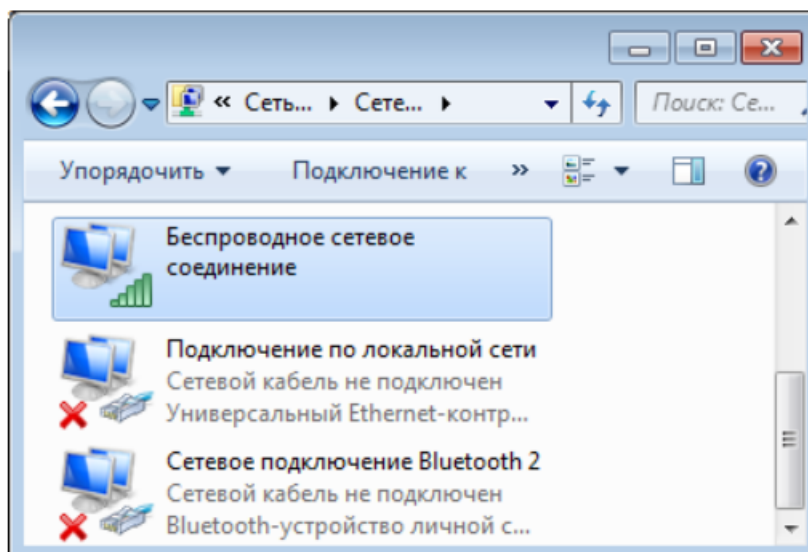 « Сеть... ▸ Сете... ▸ Поиск: Се...
Упорядочить Подключение к »
Беспроводное сетевое
соединение
Подключение по локальной сети
Сетевой кабель не подключен
Универсальный Ethernet-контр...
Сетевое подключение Bluetooth 2
Сетевой кабель не подключен
Bluetooth-устройство личной с...